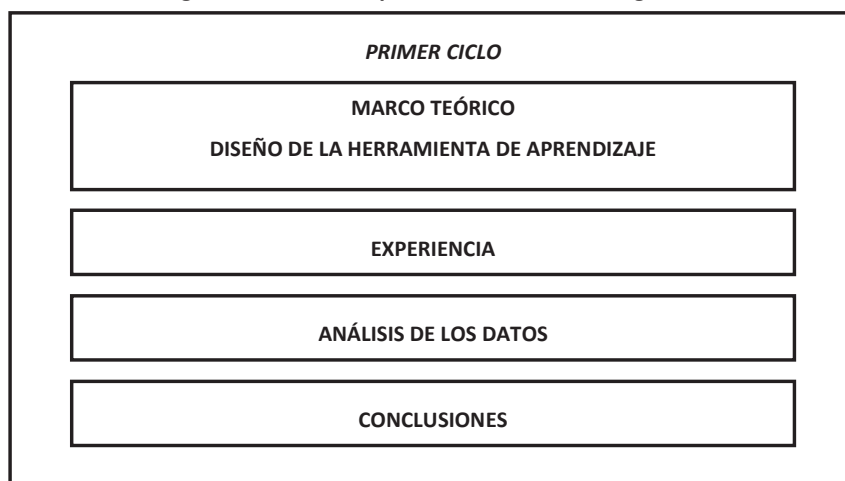 PRIMER CICLO
MARCO TEÓRICO
DISEÑO DE LA HERRAMIENTA DE APRENDIZAJE
EXPERIENCIA
ANÁLISIS DE LOS DATOS
CONCLUSIONES